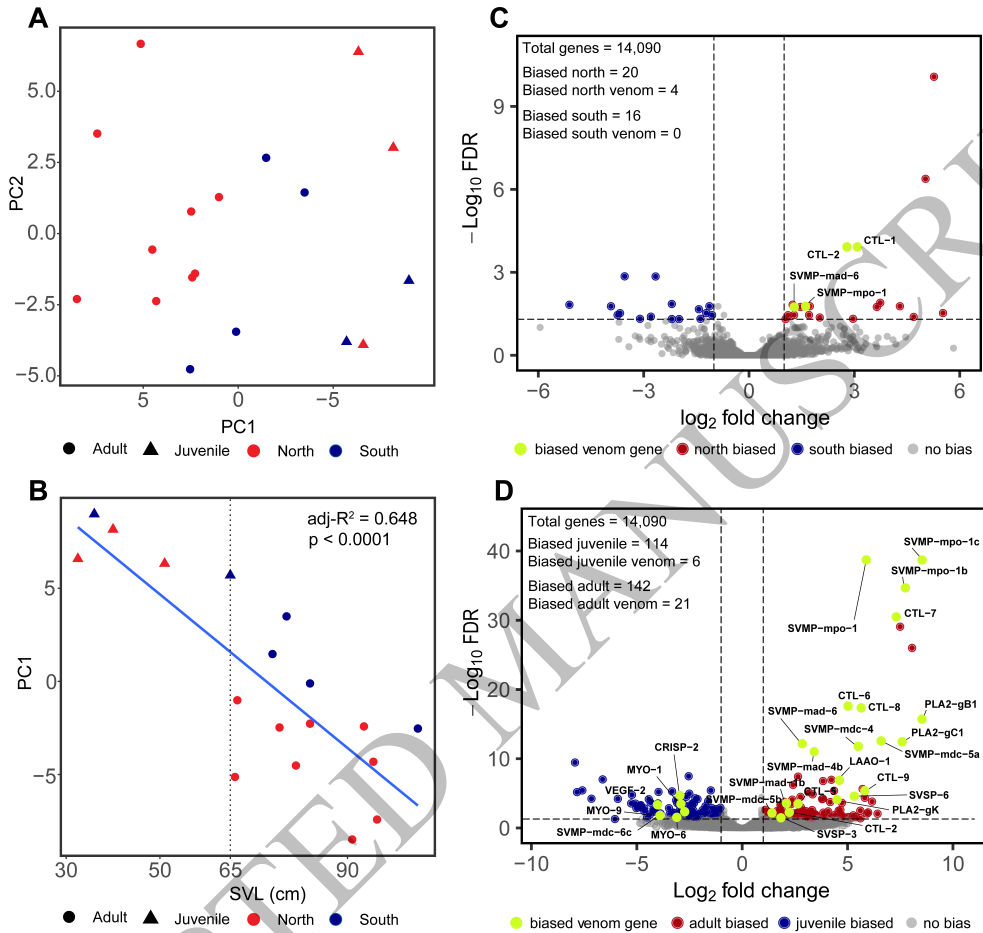 A
PC2
5.0
2.5
0.0
−2.5
−5.0
5
0
−5
PC1
Adult
Juvenile
North
South
B
adj-R² = 0.648
p < 0.0001
PC1
5
0
−5
30
50
65
90
SVL (cm)
Adult
Juvenile
North
South
C
Total genes = 14,090
Biased north = 20
Biased north venom = 4
Biased south = 16
Biased south venom = 0
−Log₁₀ FDR
9
6
3
0
CTL−1
CTL−2
SVMP−mad−6
SVMP−mpo−1
−6
−3
0
3
6
log₂ fold change
biased venom gene
north biased
south biased
no bias
D
Total genes = 14,090
Biased juvenile = 114
Biased juvenile venom = 6
Biased adult = 142
Biased adult venom = 21
−Log₁₀ FDR
40
30
20
10
0
SVMP−mpo−1c
SVMP−mpo−1b
CTL−7
SVMP−mpo−1
CTL−6
CTL−8
PLA2−gB1
SVMP−mad−6
SVMP−mdc−4
PLA2−gC1
SVMP−mdc−5a
CRISP−2
SVMP−mad−4b
LAAO−1
MYO−1
SVMP−mad−1b
CTL−9
VEGF−2
SVMP−mdc−5b
CTL−5
SVSP−6
MYO−9
PLA2−gK
SVMP−mdc−6c
MYO−6
SVSP−3
CTL−2
−10
−5
0
5
10
Log₂ fold change
biased venom gene
adult biased
juvenile biased
no bias
TED MANUSCRI